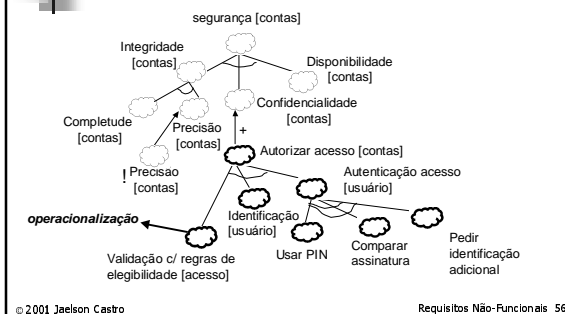 segurança [contas]
Integridade
[contas]
Disponibilidade
[contas]
Completude
[contas]
Precisão
[contas]
Confidencialidade
[contas]
+
! Precisão
[contas]
Autorizar acesso [contas]
Autenticação acesso
[usuário]
operacionalização
Identificação
[usuário]
Validação c/ regras de
elegibilidade [acesso]
Usar PIN
Comparar
assinatura
Pedir
identificação
adicional
© 2001 Jaelson Castro
Requisitos Não-Funcionais 56